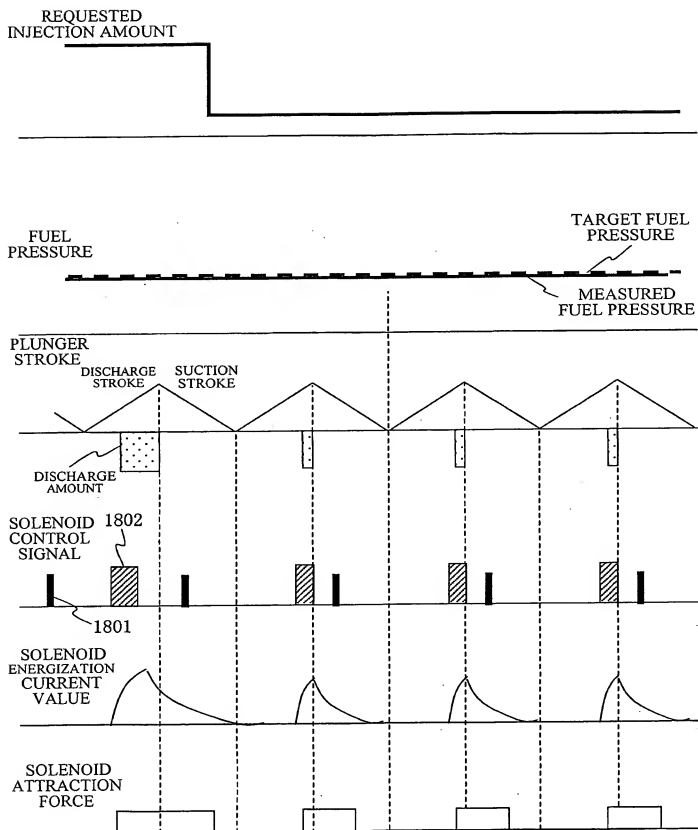 REQUESTED
INJECTION AMOUNT
FUEL
PRESSURE
TARGET FUEL
PRESSURE
MEASURED
FUEL PRESSURE
PLUNGER
STROKE
DISCHARGE
STROKE
SUCTION
STROKE
DISCHARGE
AMOUNT
SOLENOID
CONTROL
SIGNAL
1802
1801
SOLENOID
ENERGIZATION
CURRENT
VALUE
SOLENOID
ATTRACTION
FORCE